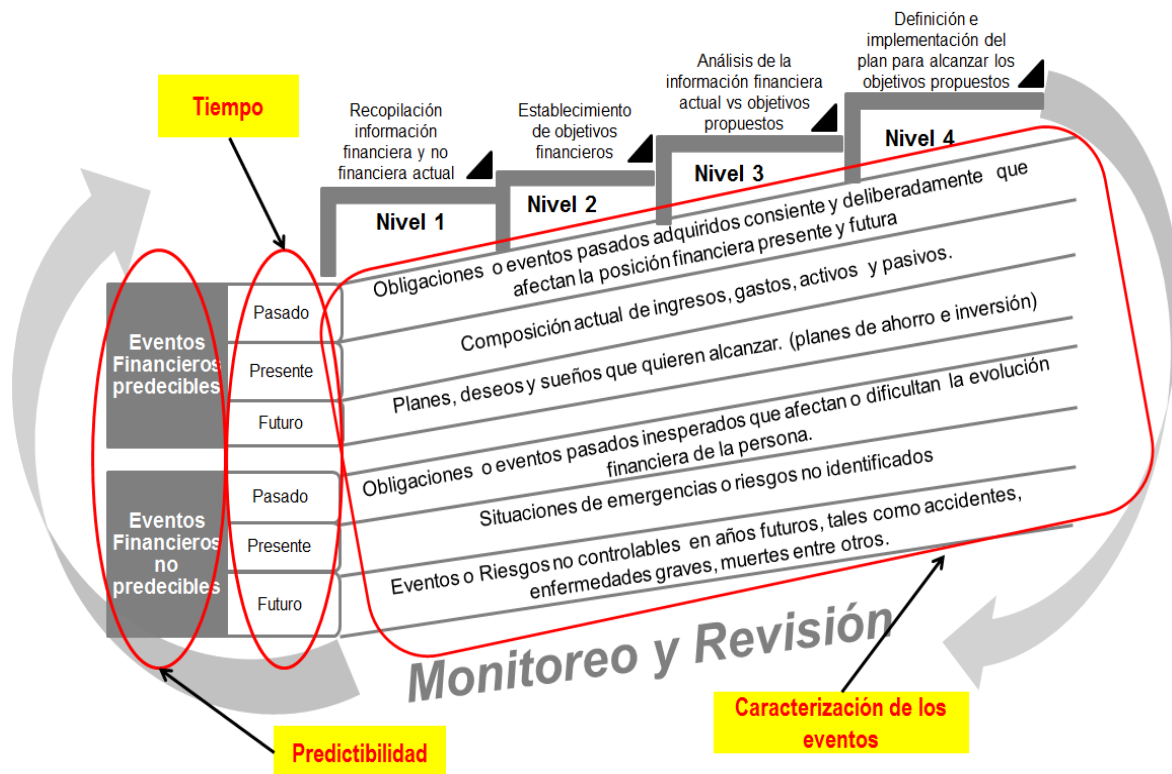 Definición e
implementación del
plan para alcanzar los
objetivos propuestos
Análisis de la
información financiera
actual vs objetivos
propuestos
Tiempo
Recopilación
información
financiera y no
financiera actual
Establecimiento
de objetivos
financieros
Nivel 1
Nivel 2
Nivel 3
Nivel 4
Eventos
Financieros
predecibles
Pasado
Obligaciones o eventos pasados adquiridos consiente y deliberadamente que
afectan la posición financiera presente y futura
Presente
Composición actual de ingresos, gastos, activos y pasivos.
Futuro
Planes, deseos y sueños que quieren alcanzar. (planes de ahorro e inversión)
Eventos
Financieros
no
predecibles
Pasado
Obligaciones o eventos pasados inesperados que afectan o dificultan la evolución
financiera de la persona.
Presente
Situaciones de emergencias o riesgos no identificados
Futuro
Eventos o Riesgos no controlables en años futuros, tales como accidentes,
enfermedades graves, muertes entre otros.
Monitoreo y Revisión
Predictibilidad
Caracterización de los
eventos